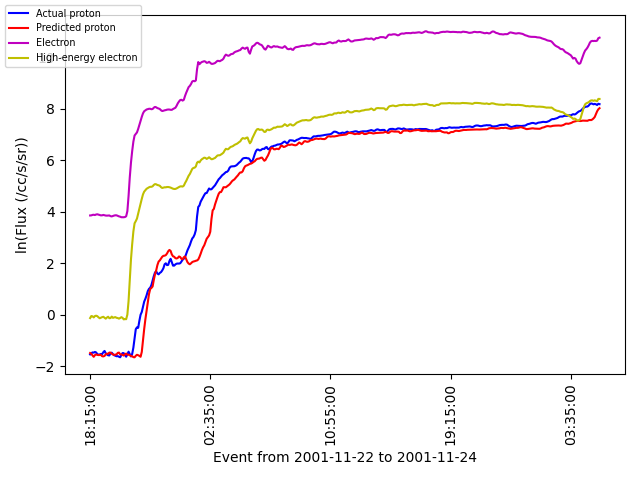 Actual proton
Predicted proton
Electron
High-energy electron
ln(Flux (/cc/s/sr))
8
6
4
2
0
−2
18:15:00
02:35:00
10:55:00
19:15:00
03:35:00
Event from 2001-11-22 to 2001-11-24